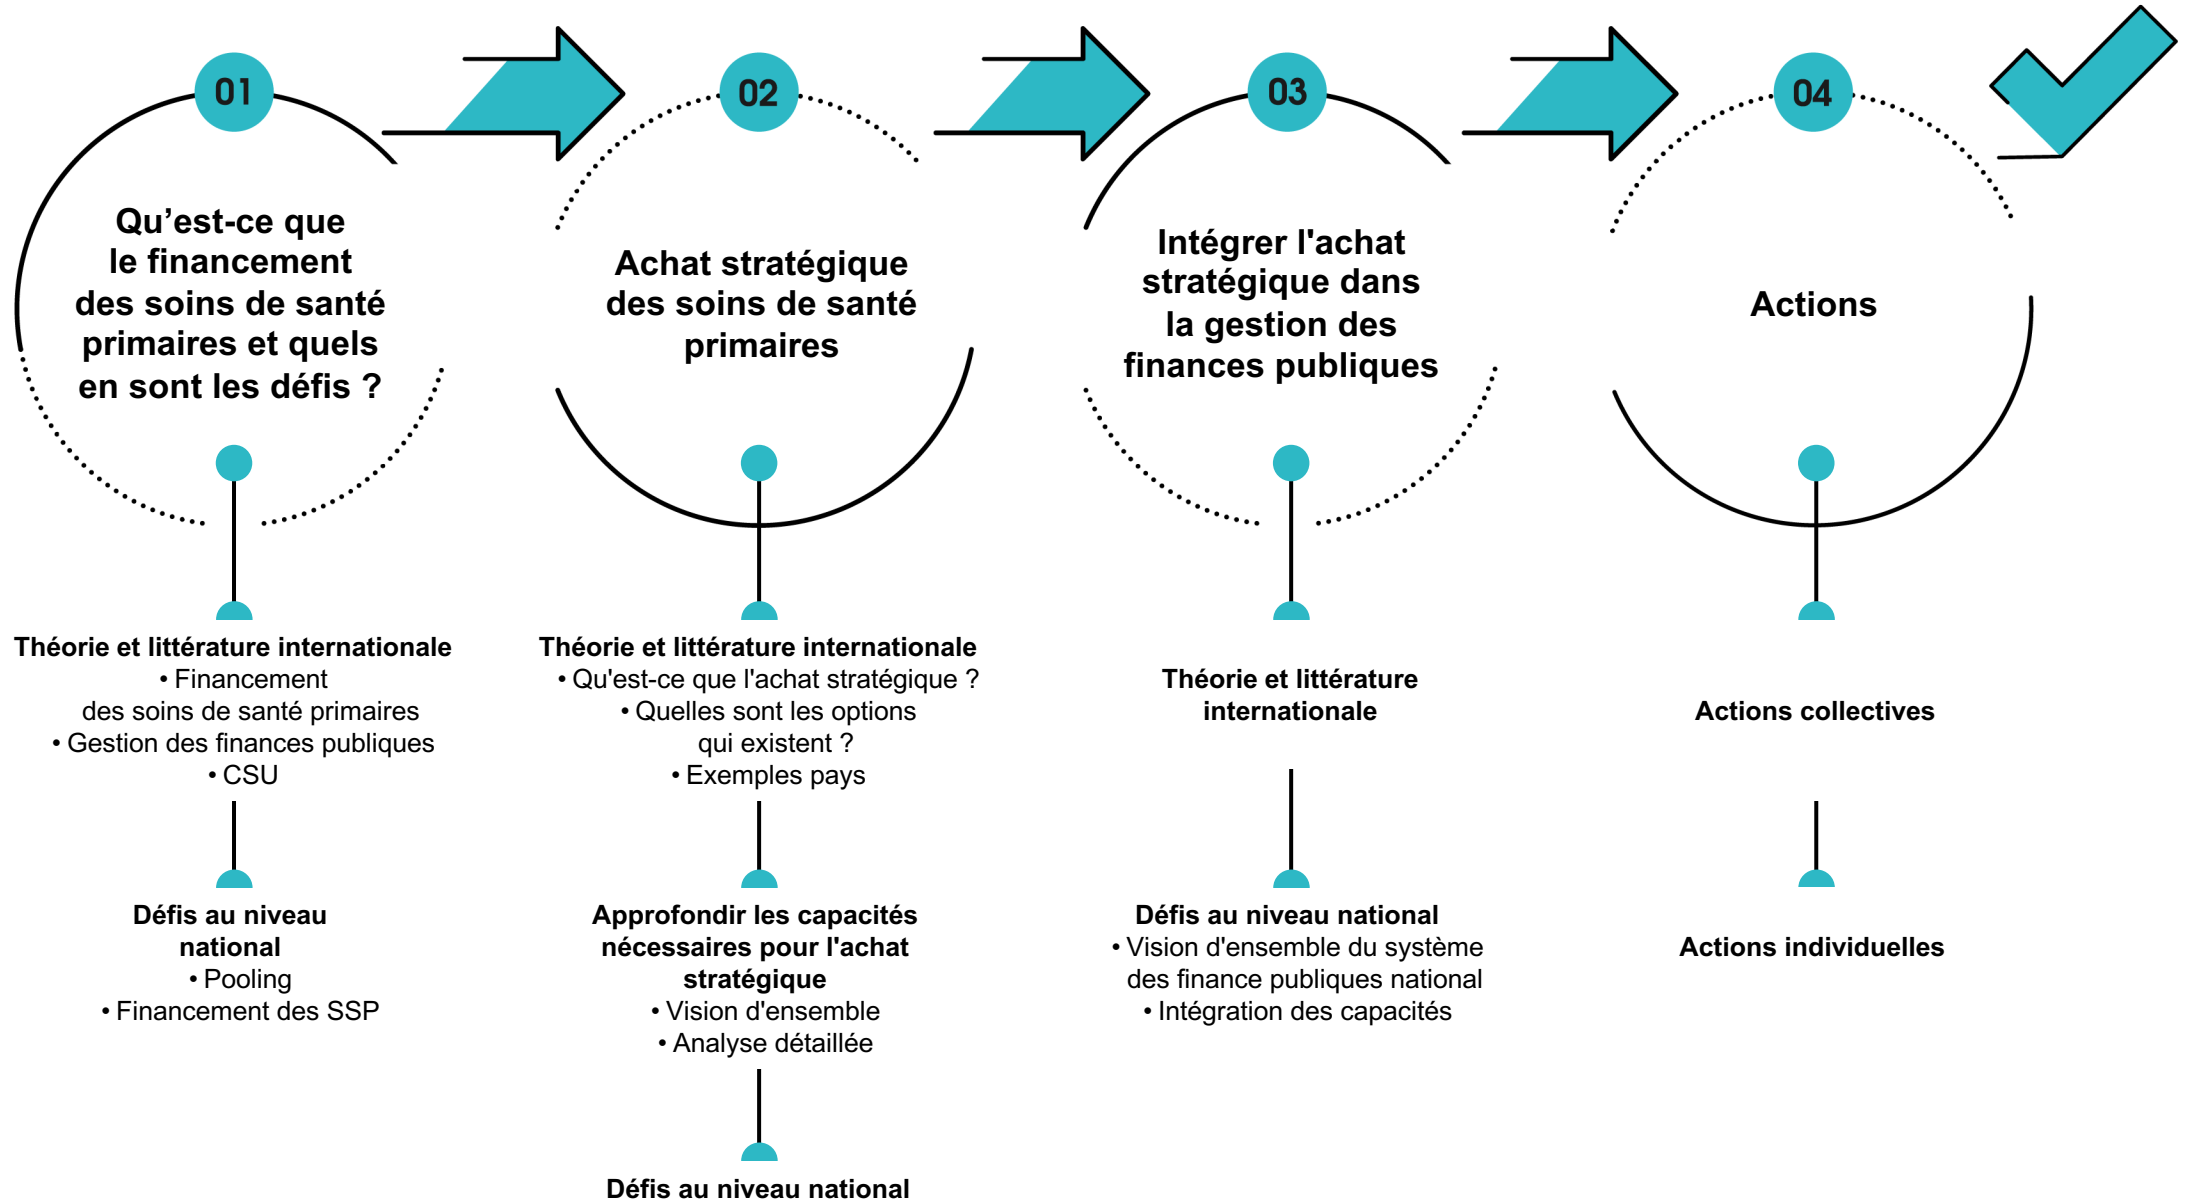 01
Qu’est-ce que
le financement
des soins de santé
primaires et quels
en sont les défis ?
Théorie et littérature internationale
• Financement
des soins de santé primaires
• Gestion des finances publiques
• CSU
Défis au niveau
national
• Pooling
• Financement des SSP
02
Achat stratégique
des soins de santé
primaires
Théorie et littérature internationale
• Qu'est-ce que l'achat stratégique ?
• Quelles sont les options
qui existent ?
• Exemples pays
Approfondir les capacités
nécessaires pour l'achat
stratégique
• Vision d'ensemble
• Analyse détaillée
Défis au niveau national
03
Intégrer l'achat
stratégique dans
la gestion des
finances publiques
Théorie et littérature
internationale
Défis au niveau national
• Vision d'ensemble du système
des finance publiques national
• Intégration des capacités
04
Actions
Actions collectives
Actions individuelles